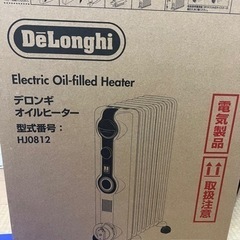 DeLonghi
Electric Oil-filled Heater
デロンギ
オイルヒーター
型式番号：
HJ0812
電気製品
取扱注意